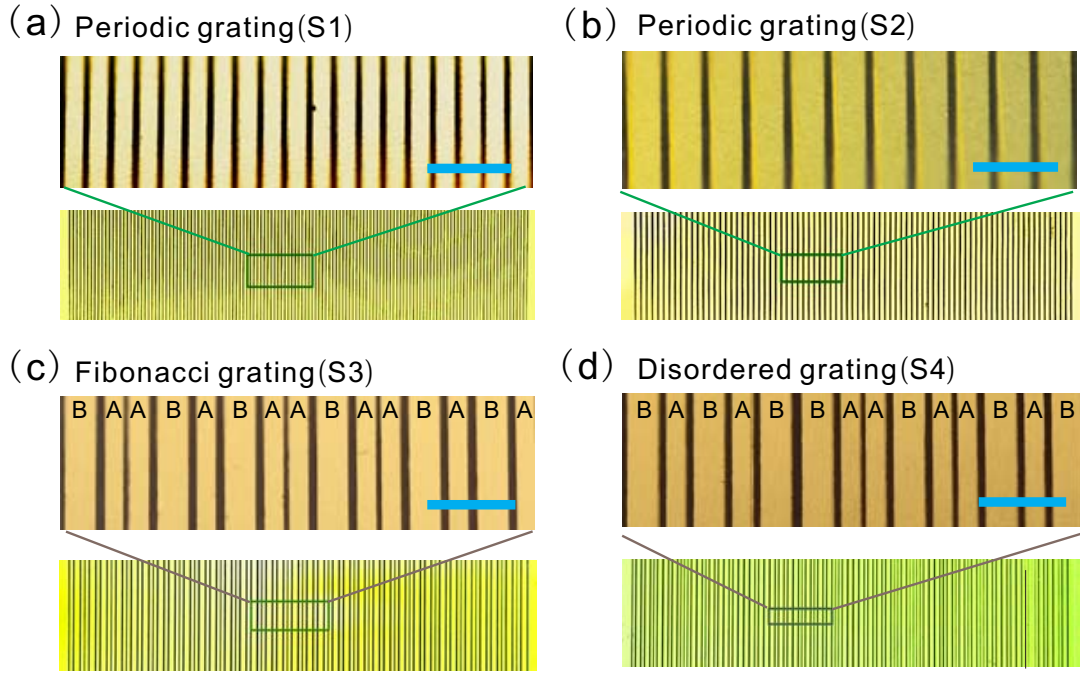 (a) Periodic grating(S1)
(b) Periodic grating(S2)
(c) Fibonacci grating(S3)
B A A B A B A A B A A B A B A
(d) Disordered grating(S4)
B A B A B B A A B A A B A B